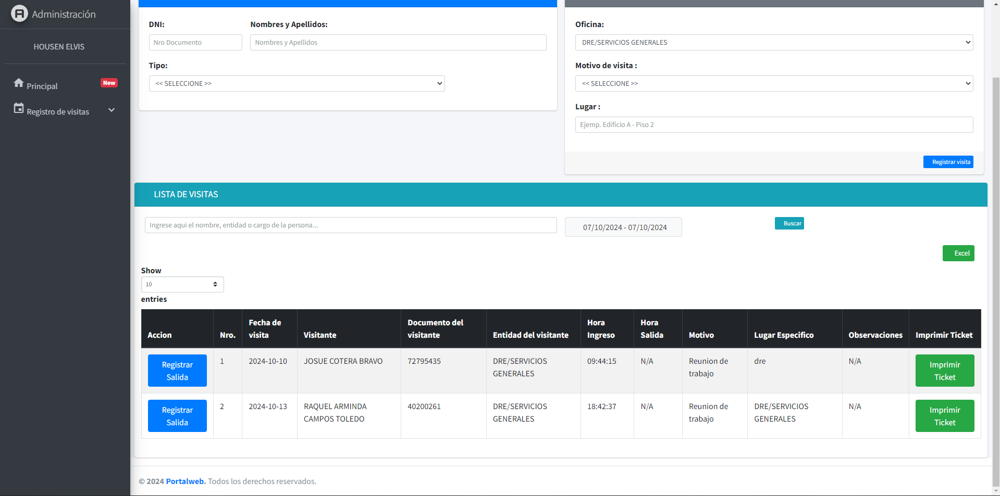 Administración
HOUSEN ELVIS
Principal New
Registro de visitas
DNI: Nombres y Apellidos:
Nro Documento Nombres y Apellidos
Tipo:
<< SELECCIONE >>
Oficina:
DRE/SERVICIOS GENERALES
Motivo de visita :
<< SELECCIONE >>
Lugar :
Ejemp. Edificio A - Piso 2
Registrar visita
LISTA DE VISITAS
Ingrese aqui el nombre, entidad o cargo de la persona... 07/10/2024 - 07/10/2024 Buscar
Excel
Show
10
entries
Accion Nro. Fecha de visita Visitante Documento del visitante Entidad del visitante Hora Ingreso Hora Salida Motivo Lugar Especifico Observaciones Imprimir Ticket
Registrar Salida 1 2024-10-10 JOSUE COTERA BRAVO 72795435 DRE/SERVICIOS GENERALES 09:44:15 N/A Reunion de trabajo dre N/A Imprimir Ticket
Registrar Salida 2 2024-10-13 RAQUEL ARMINDA CAMPOS TOLEDO 40200261 DRE/SERVICIOS GENERALES 18:42:37 N/A Reunion de trabajo DRE/SERVICIOS GENERALES N/A Imprimir Ticket
© 2024 Portalweb. Todos los derechos reservados.